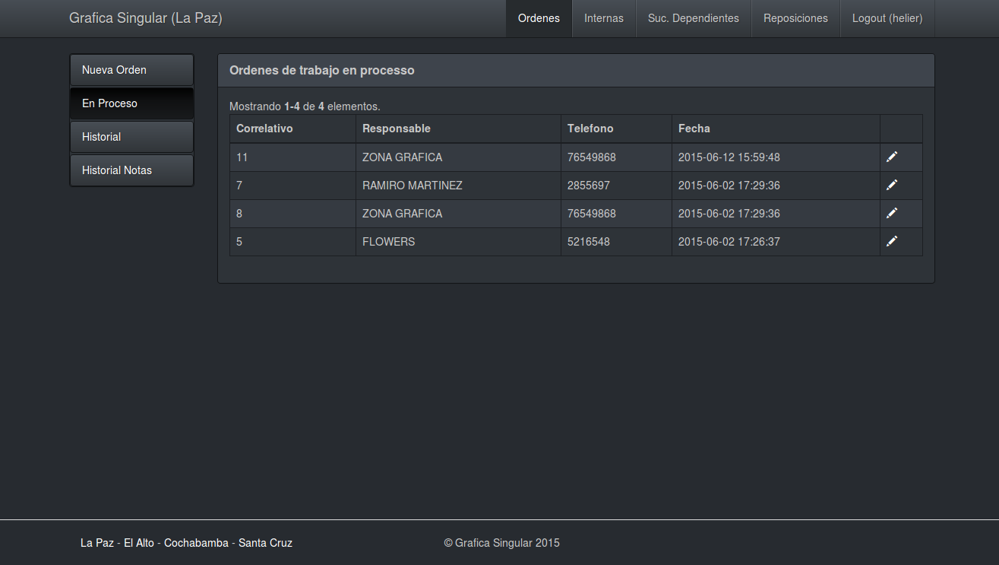 Grafica Singular (La Paz) Ordenes Internas Suc. Dependientes Reposiciones Logout (helier)
Nueva Orden
En Proceso
Historial
Historial Notas
Ordenes de trabajo en processo
Mostrando 1-4 de 4 elementos.
Correlativo Responsable Telefono Fecha
11 ZONA GRAFICA 76549868 2015-06-12 15:59:48
7 RAMIRO MARTINEZ 2855697 2015-06-02 17:29:36
8 ZONA GRAFICA 76549868 2015-06-02 17:29:36
5 FLOWERS 5216548 2015-06-02 17:26:37
La Paz - El Alto - Cochabamba - Santa Cruz © Grafica Singular 2015